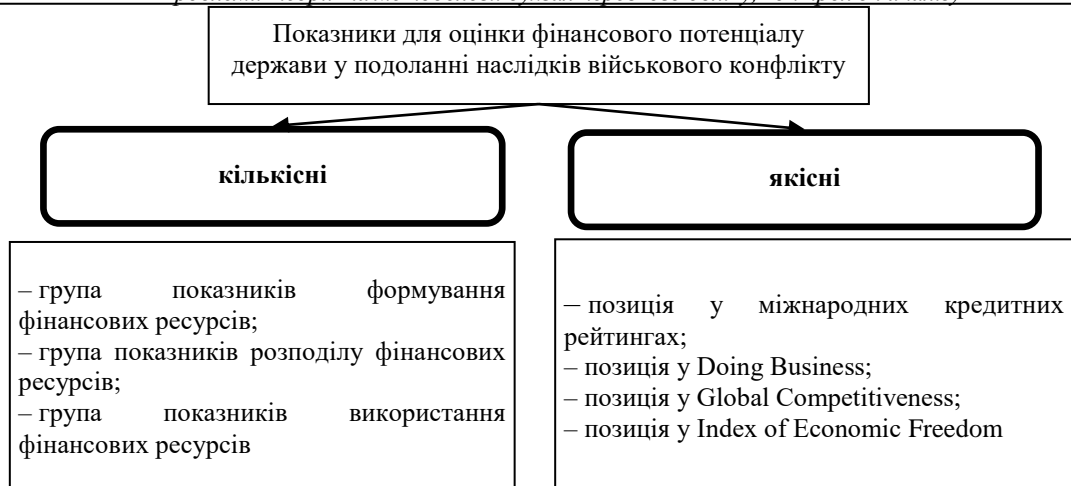 Показники для оцінки фінансового потенціалу
держави у подоланні наслідків військового конфлікту
кількісні
якісні
– група показників формування
фінансових ресурсів;
– група показників розподілу фінансових
ресурсів;
– група показників використання
фінансових ресурсів
– позиція у міжнародних кредитних
рейтингах;
– позиція у Doing Business;
– позиція у Global Competitiveness;
– позиція у Index of Economic Freedom